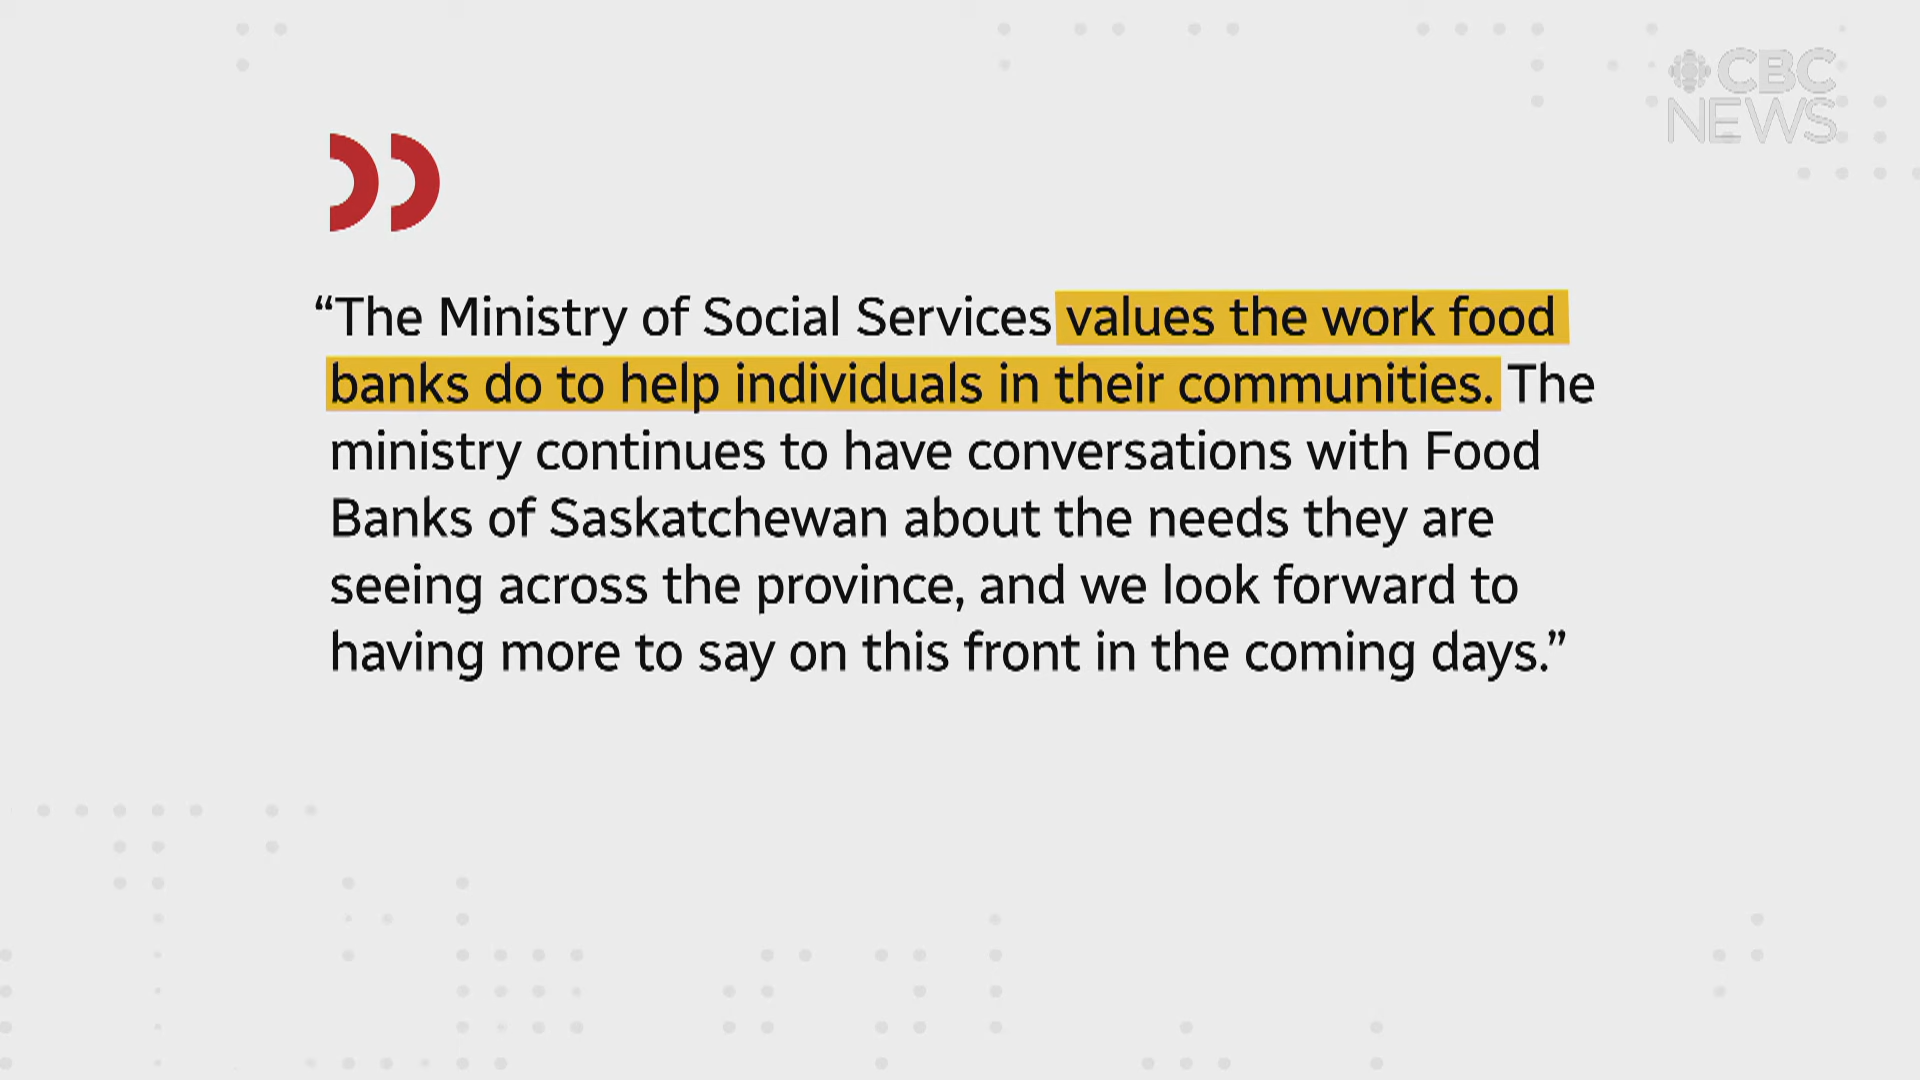 CBC
NEWS
“The Ministry of Social Services values the work food
banks do to help individuals in their communities. The
ministry continues to have conversations with Food
Banks of Saskatchewan about the needs they are
seeing across the province, and we look forward to
having more to say on this front in the coming days.”